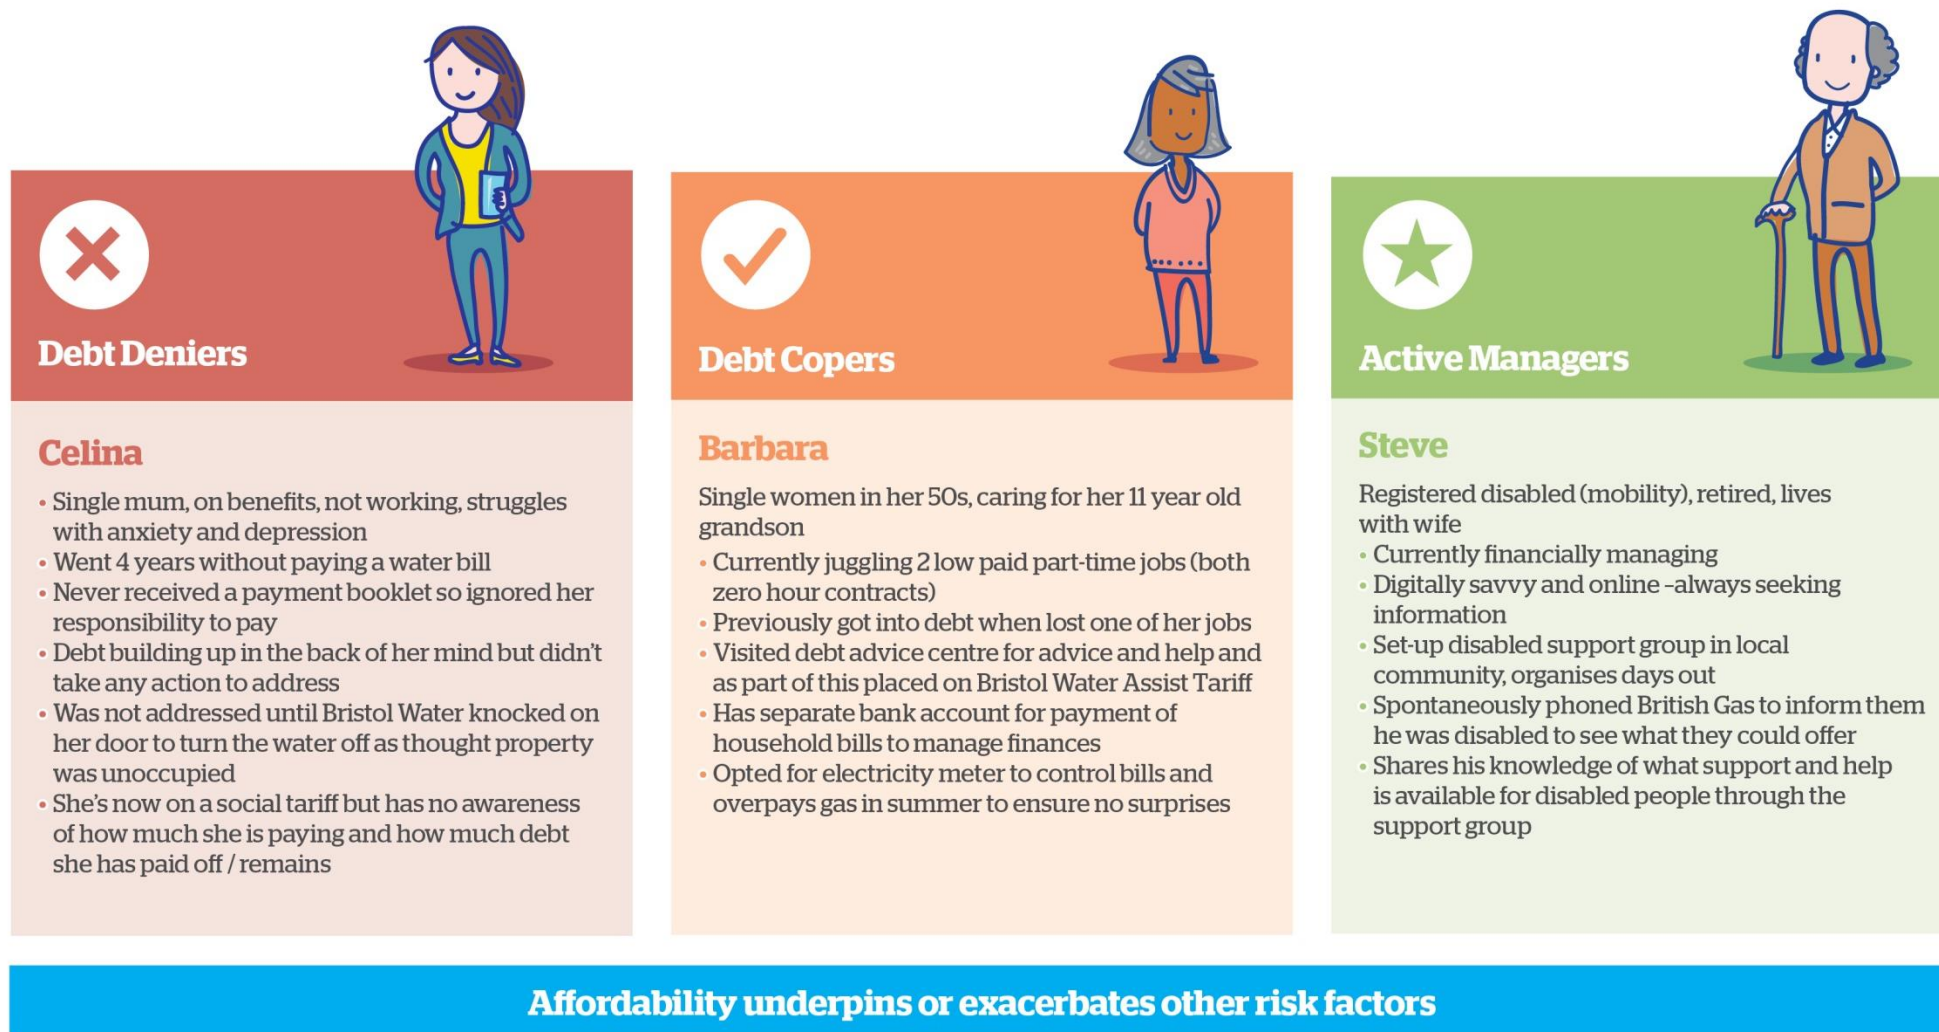 Debt Deniers
Celina
• Single mum, on benefits, not working, struggles
with anxiety and depression
• Went 4 years without paying a water bill
• Never received a payment booklet so ignored her
responsibility to pay
• Debt building up in the back of her mind but didn't
take any action to address
• Was not addressed until Bristol Water knocked on
her door to turn the water off as thought property
was unoccupied
• She's now on a social tariff but has no awareness
of how much she is paying and how much debt
she has paid off / remains
Debt Copers
Barbara
Single women in her 50s, caring for her 11 year old
grandson
• Currently juggling 2 low paid part-time jobs (both
zero hour contracts)
• Previously got into debt when lost one of her jobs
• Visited debt advice centre for advice and help and
as part of this placed on Bristol Water Assist Tariff
• Has separate bank account for payment of
household bills to manage finances
• Opted for electricity meter to control bills and
overpays gas in summer to ensure no surprises
Active Managers
Steve
Registered disabled (mobility), retired, lives
with wife
• Currently financially managing
• Digitally savvy and online –always seeking
information
• Set-up disabled support group in local
community, organises days out
• Spontaneously phoned British Gas to inform them
he was disabled to see what they could offer
• Shares his knowledge of what support and help
is available for disabled people through the
support group
Affordability underpins or exacerbates other risk factors